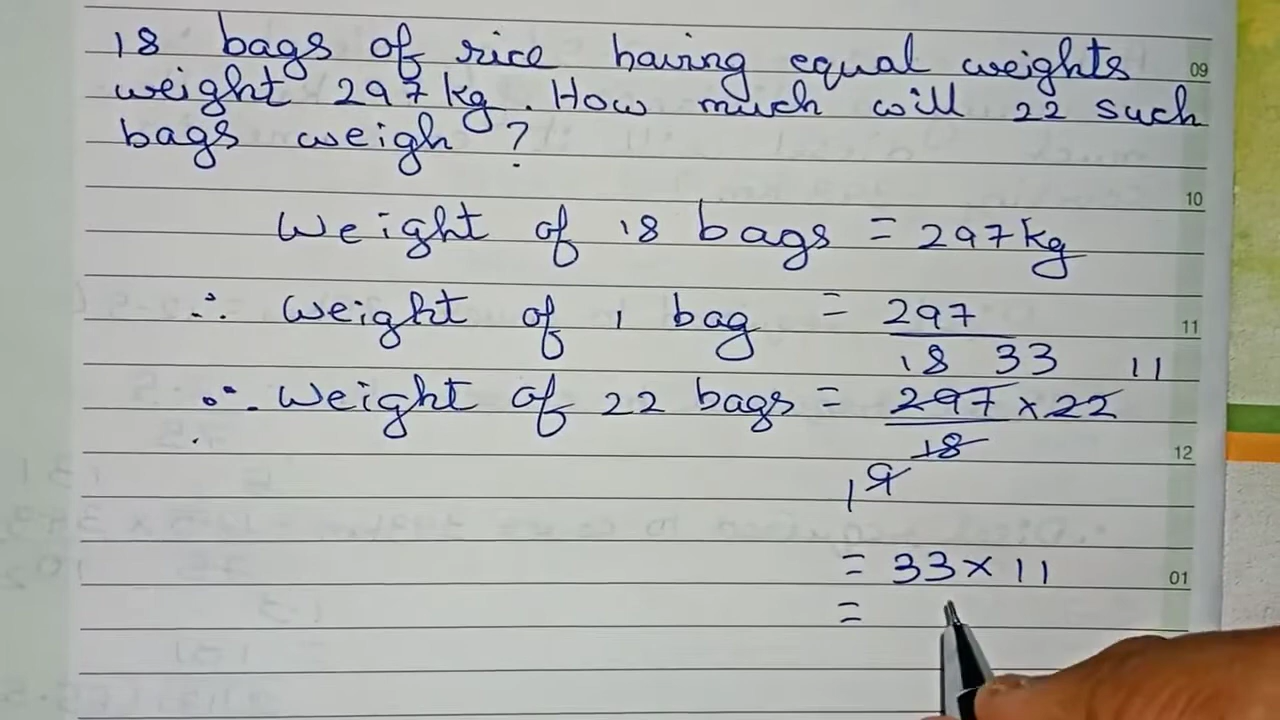 18 bags of rice having equal weights
weight 297 kg. How much will 22 such
bags weigh ?
Weight of 18 bags = 297 kg
∴ Weight of 1 bag = 297
18 33 11
∴ Weight of 22 bags = 297 × 22
18
1 9
= 33 × 11
=
09
10
11
12
01